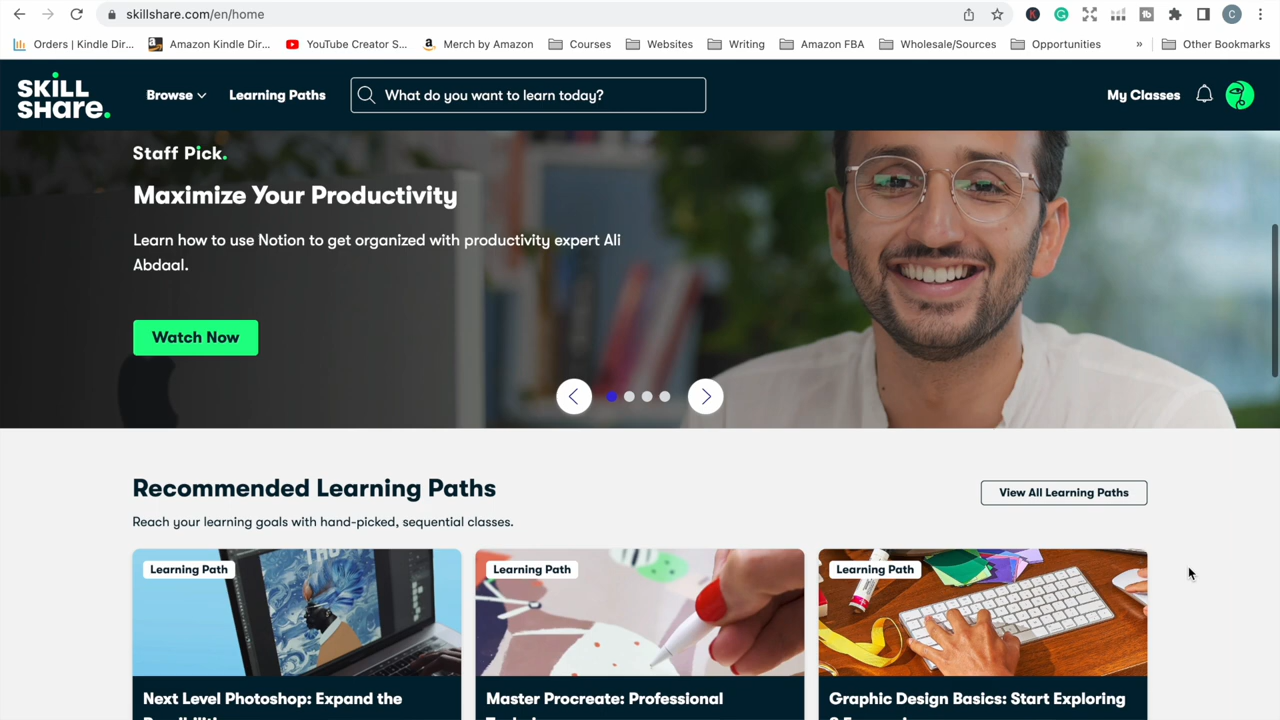 skillshare.com/en/home
C
Orders | Kindle Dir...
Amazon Kindle Dir...
YouTube Creator S...
Merch by Amazon
Courses
Websites
Writing
Amazon FBA
Wholesale/Sources
Opportunities
»
Other Bookmarks
SKILL
SHare.
Browse
Learning Paths
What do you want to learn today?
My Classes
Staff Pick.
Maximize Your Productivity
Learn how to use Notion to get organized with productivity expert Ali
Abdaal.
Watch Now
Recommended Learning Paths
View All Learning Paths
Reach your learning goals with hand-picked, sequential classes.
Learning Path
Learning Path
Learning Path
Next Level Photoshop: Expand the
Master Procreate: Professional
Graphic Design Basics: Start Exploring